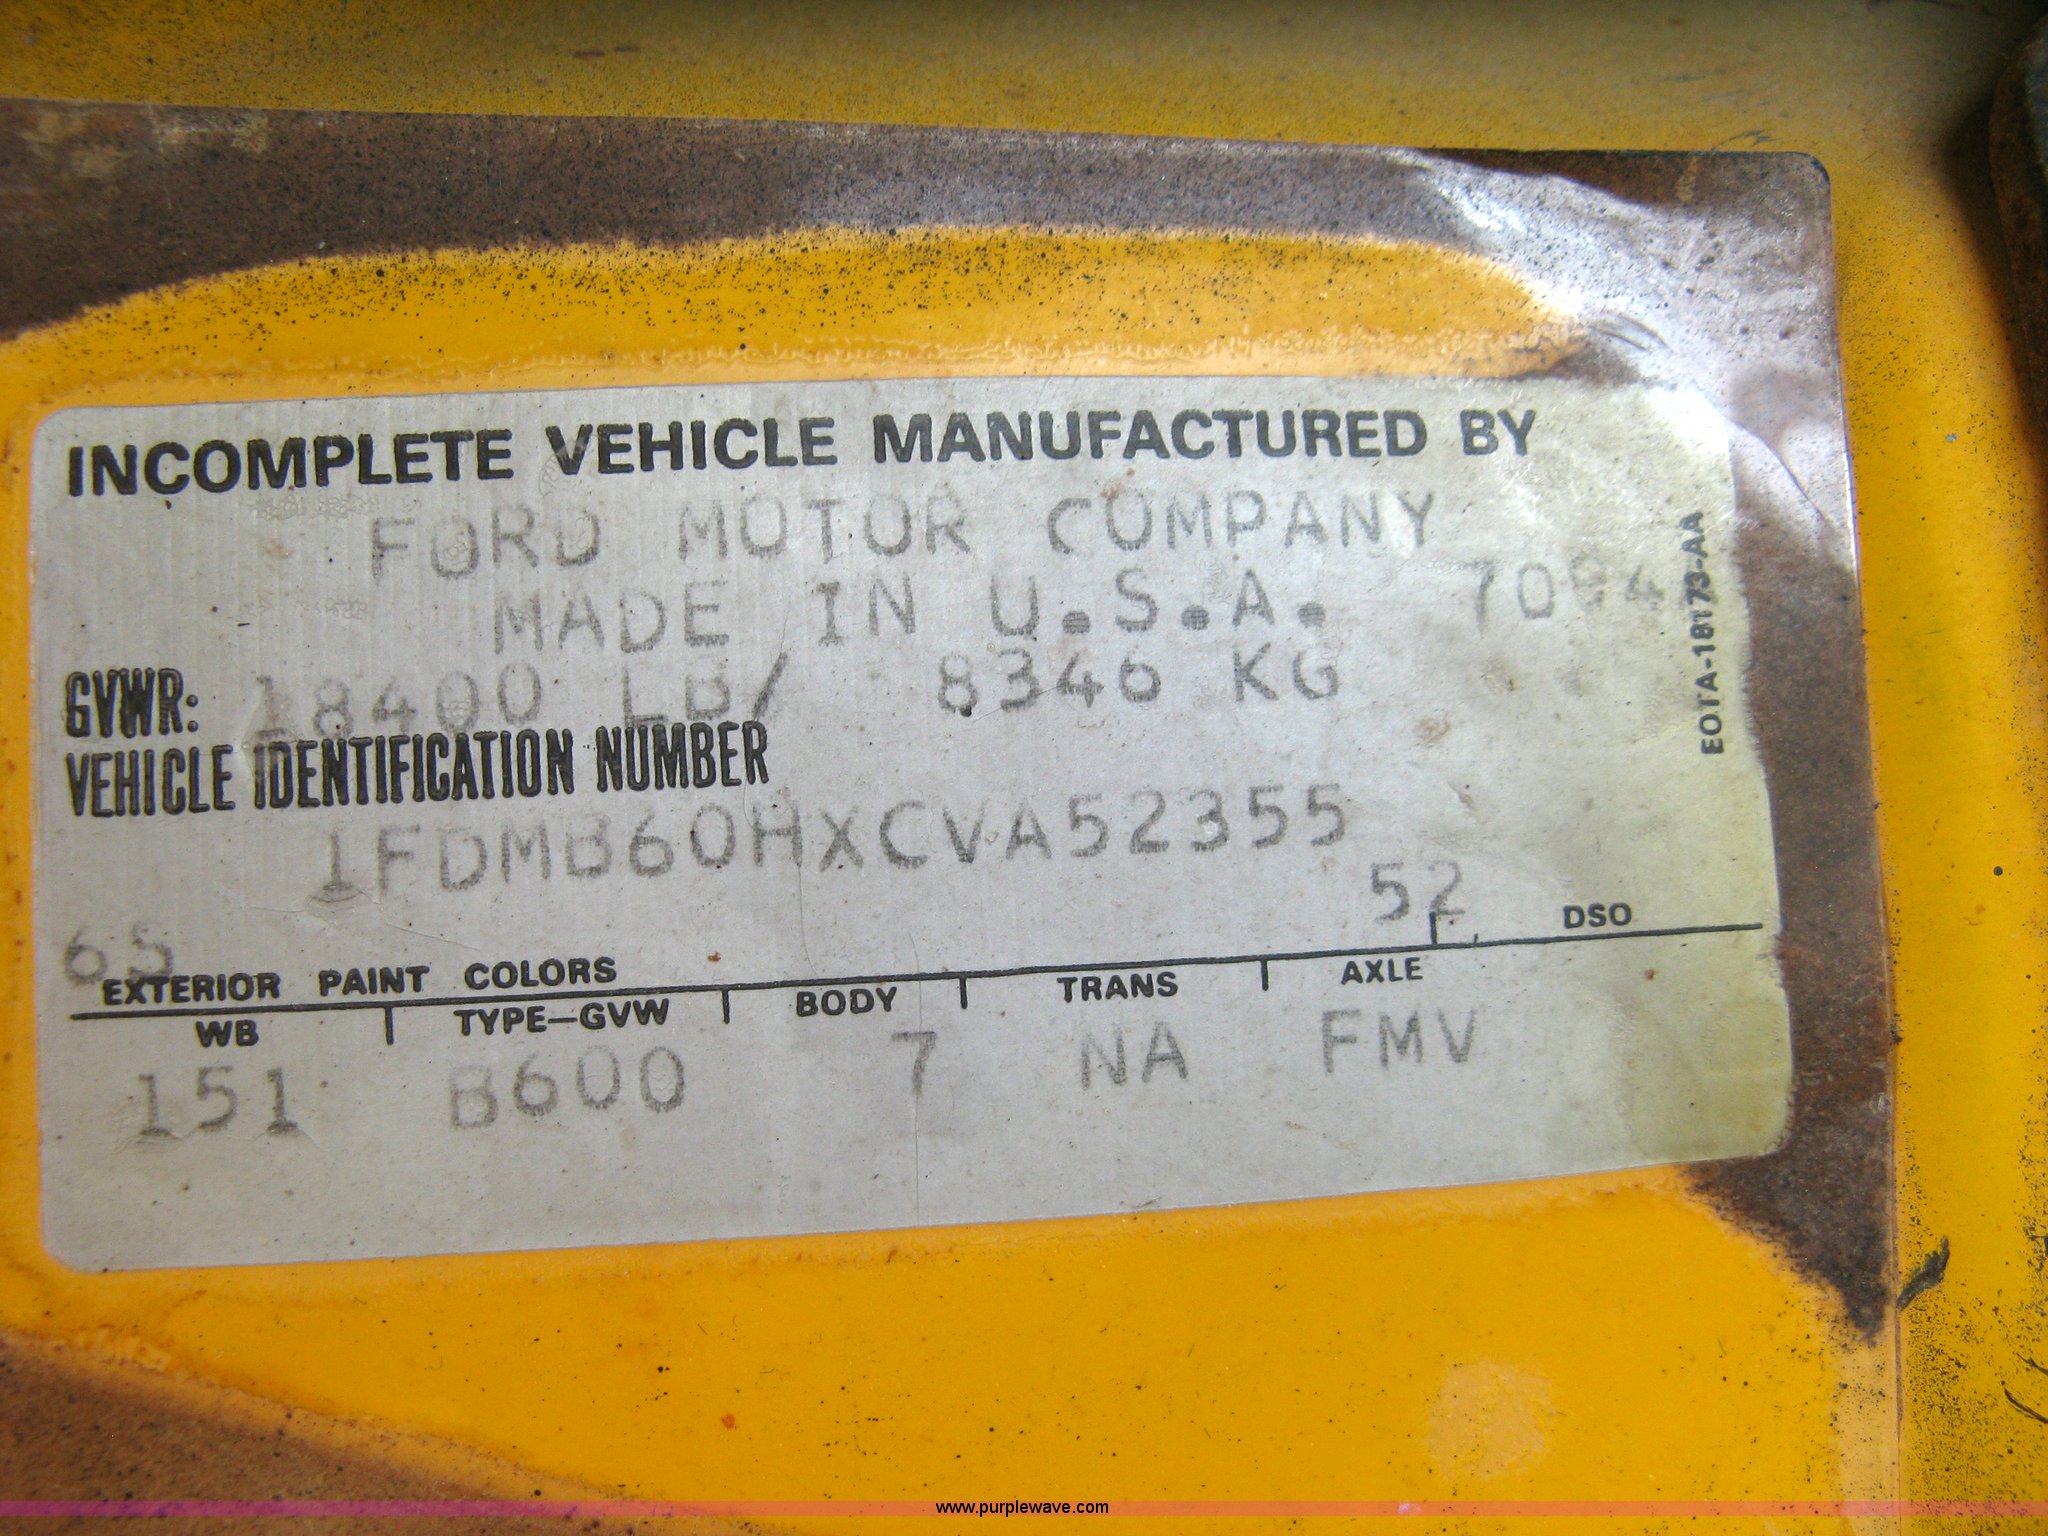 INCOMPLETE VEHICLE MANUFACTURED BY
FORD MOTOR COMPANY
MADE IN U.S.A.
GVWR: 18400 LB/ 8346 KG
VEHICLE IDENTIFICATION NUMBER
1FDMB60HXCVA52355
65 52
EXTERIOR PAINT COLORS DSO
WB TYPE-GVW BODY TRANS AXLE
151 B600 7 NA FMV
EOTA-18173-AA
www.purplewave.com